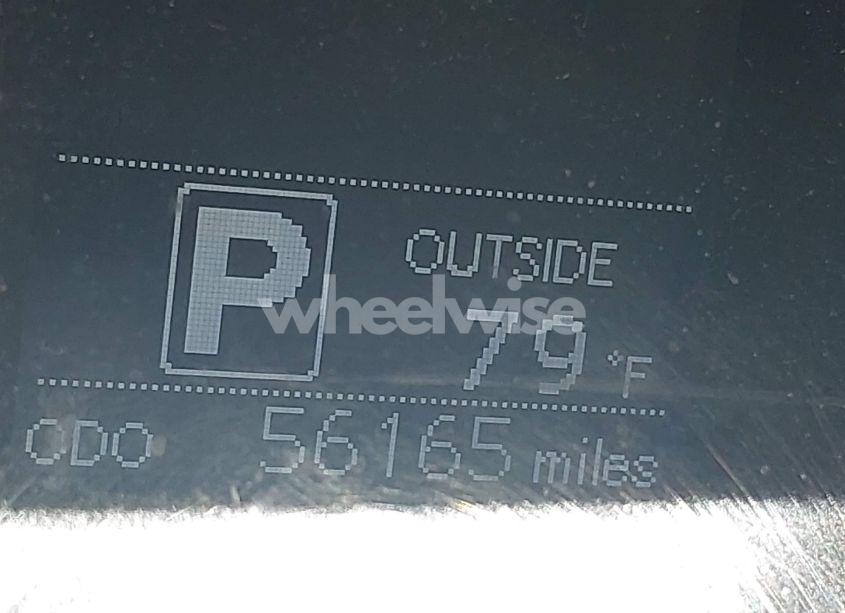 P
OUTSIDE
wheelwise
79 °F
ODO 56165 miles